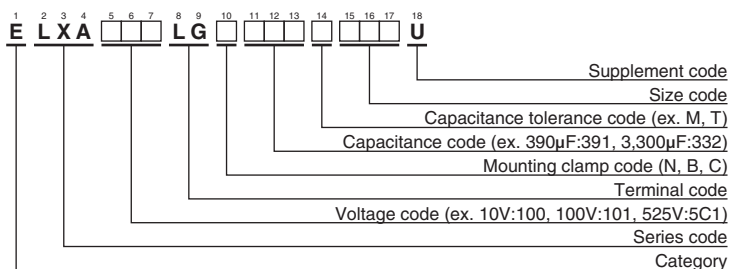 1 2 3 4 5 6 7 8 9 10 11 12 13 14 15 16 17 18
E L X A □□□ L G □ □□□ □ □□□ U
Supplement code
Size code
Capacitance tolerance code (ex. M, T)
Capacitance code (ex. 390µF:391, 3,300µF:332)
Mounting clamp code (N, B, C)
Terminal code
Voltage code (ex. 10V:100, 100V:101, 525V:5C1)
Series code
Category